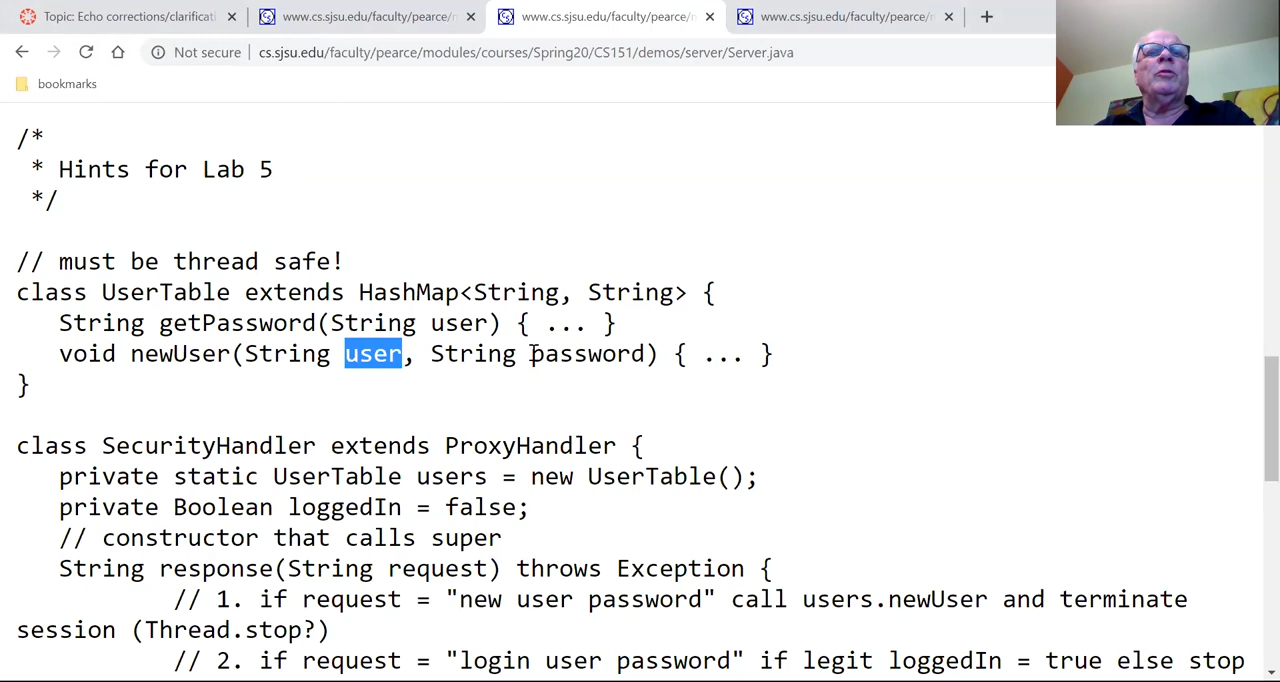 Topic: Echo corrections/clarificati
www.cs.sjsu.edu/faculty/pearce/
www.cs.sjsu.edu/faculty/pearce/
www.cs.sjsu.edu/faculty/pearce/
Not secure
cs.sjsu.edu/faculty/pearce/modules/courses/Spring20/CS151/demos/server/Server.java
bookmarks
/*
* Hints for Lab 5
*/
// must be thread safe!
class UserTable extends HashMap<String, String> {
String getPassword(String user) { ... }
void newUser(String user, String password) { ... }
}
class SecurityHandler extends ProxyHandler {
private static UserTable users = new UserTable();
private Boolean loggedIn = false;
// constructor that calls super
String response(String request) throws Exception {
// 1. if request = "new user password" call users.newUser and terminate
session (Thread.stop?)
// 2. if request = "login user password" if legit loggedIn = true else stop